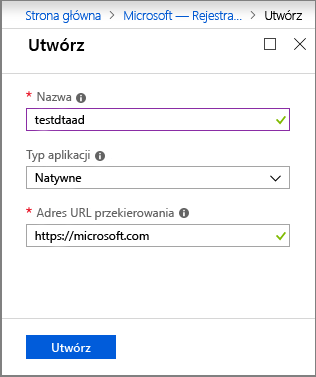 Strona główna > Microsoft — Rejestra... > Utwórz
Utwórz
* Nazwa
testdtaad
Typ aplikacji
Natywne
* Adres URL przekierowania
https://microsoft.com
Utwórz